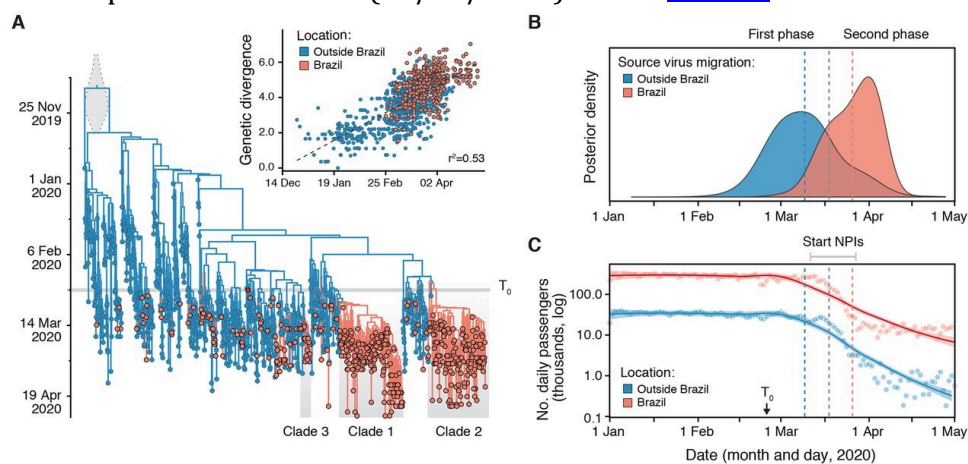 A
Location:
Outside Brazil
Brazil
Genetic divergence
6.0
4.0
2.0
0.0
r²=0.53
14 Dec
19 Jan
25 Feb
02 Apr
25 Nov
2019
1 Jan
2020
6 Feb
2020
14 Mar
2020
19 Apr
2020
T₀
Clade 3
Clade 1
Clade 2
B
First phase
Second phase
Source virus migration:
Outside Brazil
Brazil
Posterior density
1 Jan
1 Feb
1 Mar
1 Apr
1 May
C
Start NPIs
No. daily passengers
(thousands, log)
100.0
10.0
1.0
0.1
Location:
Outside Brazil
Brazil
T₀
1 Jan
1 Feb
1 Mar
1 Apr
1 May
Date (month and day, 2020)